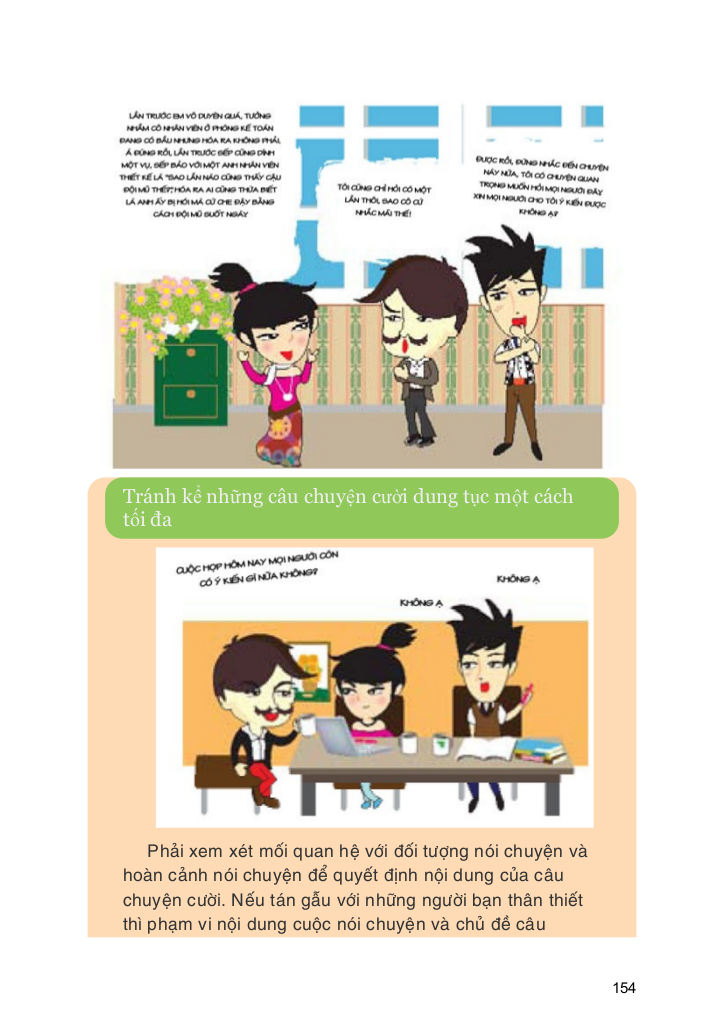 LẦN TRƯỚC EM VÔ DUYÊN QUÁ, TƯỞNG
NHẦM CÔ NHÂN VIÊN Ở PHÒNG KẾ TOÁN
ĐANG CÓ BẦU NHƯNG HÓA RA KHÔNG PHẢI.
Á ĐÚNG RỒI, LẦN TRƯỚC SẾP CŨNG DÍNH
MỘT VỤ, SẾP BẢO VỚI MỘT ANH NHÂN VIÊN
THIẾT KẾ LÀ "SAO LẦN NÀO CŨNG THẤY CẬU
ĐỘI MŨ THẾ?", HÓA RA AI CŨNG THỪA BIẾT
LÀ ANH ẤY BỊ HÓI MÀ CỨ CHE ĐẬY BẰNG
CÁCH ĐỘI MŨ SUỐT NGÀY
TÔI CŨNG CHỈ HỎI CÓ MỘT
LẦN THÔI, SAO CÔ CỨ
NHẮC MÃI THẾ!
ĐƯỢC RỒI, ĐỪNG NHẮC ĐẾN CHUYỆN
NÀY NỮA, TÔI CÓ CHUYỆN QUAN
TRỌNG MUỐN HỎI MỌI NGƯỜI ĐÂY
XIN MỌI NGƯỜI CHO TÔI Ý KIẾN ĐƯỢC
KHÔNG Ạ?
Tránh kể những câu chuyện cười dung tục một cách
tối đa
CUỘC HỌP HÔM NAY MỌI NGƯỜI CÒN
CÓ Ý KIẾN GÌ NỮA KHÔNG?
KHÔNG Ạ
KHÔNG Ạ
Phải xem xét mối quan hệ với đối tượng nói chuyện và
hoàn cảnh nói chuyện để quyết định nội dung của câu
chuyện cười. Nếu tán gẫu với những người bạn thân thiết
thì phạm vi nội dung cuộc nói chuyện và chủ đề câu
154